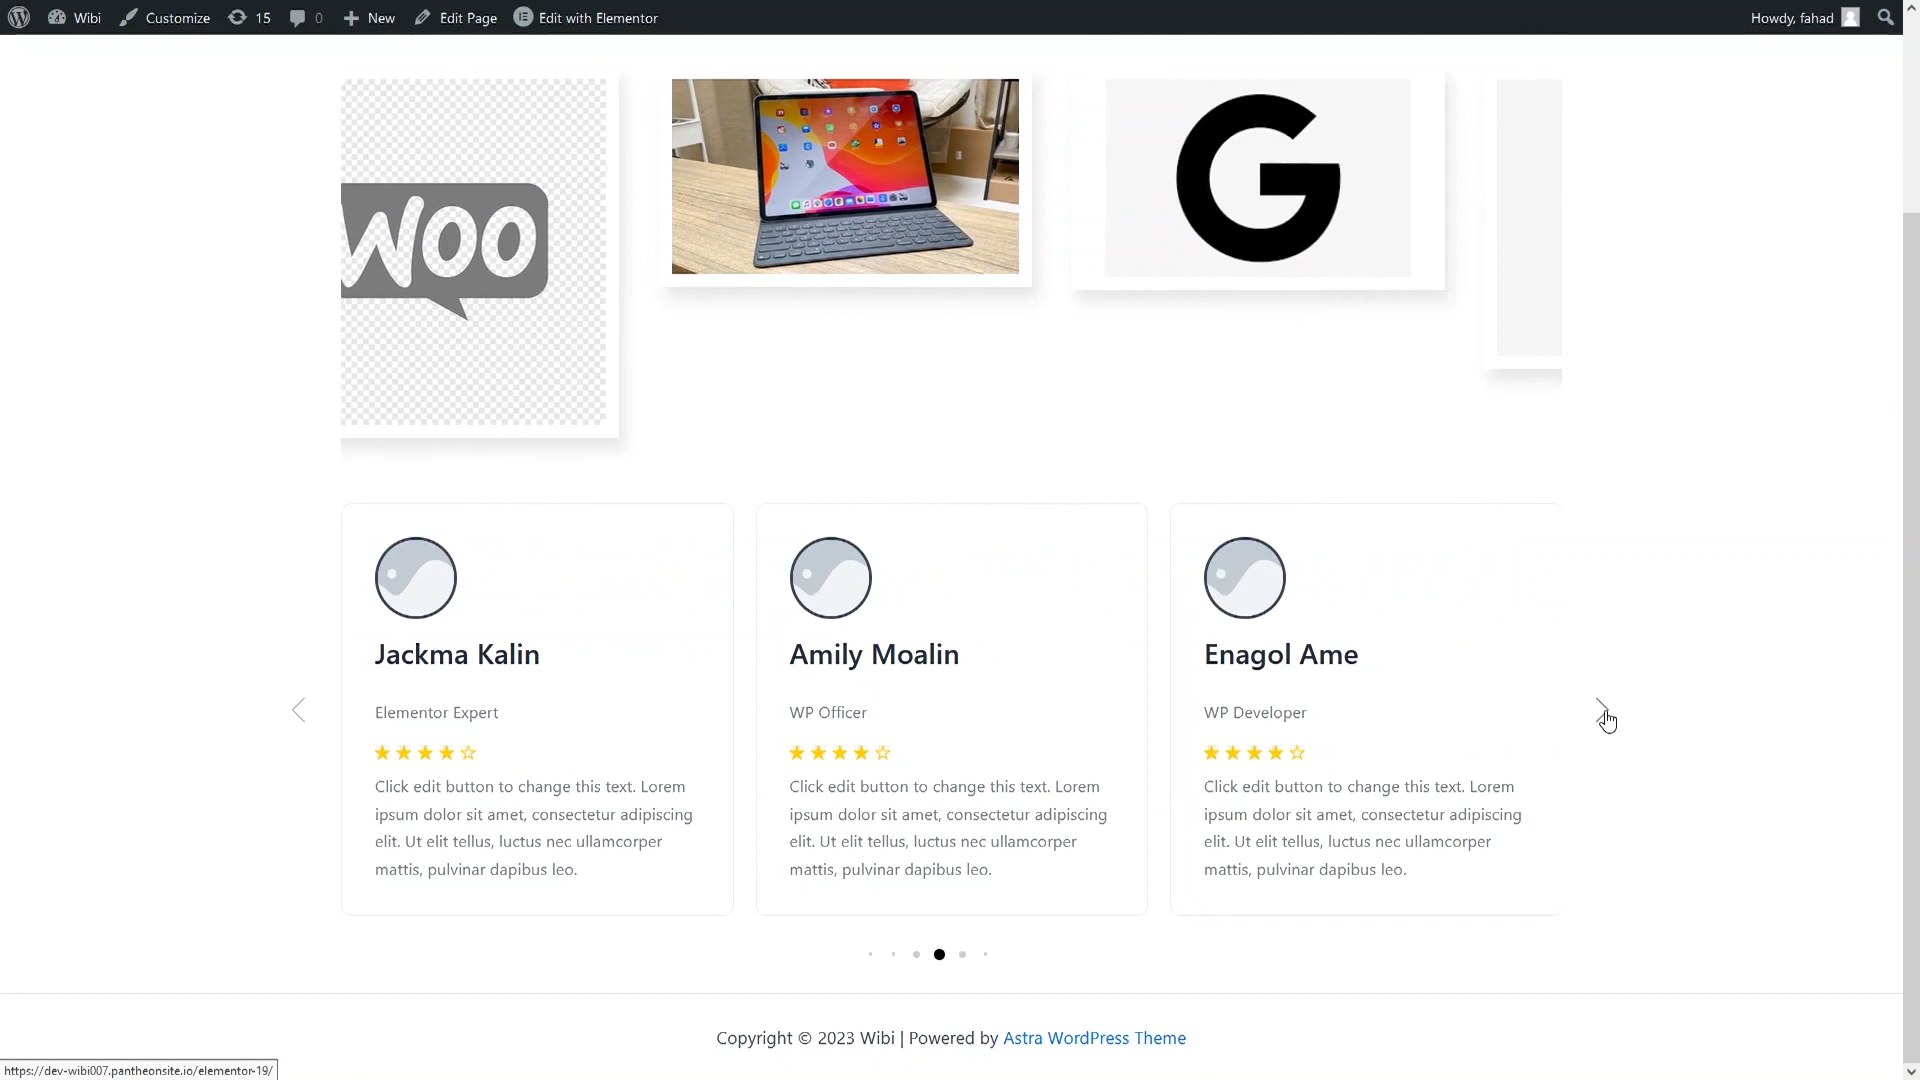 Wibi Customize 15 0 New Edit Page Edit with Elementor Howdy, fahad
WOO
G
Jackma Kalin
Elementor Expert
Click edit button to change this text. Lorem
ipsum dolor sit amet, consectetur adipiscing
elit. Ut elit tellus, luctus nec ullamcorper
mattis, pulvinar dapibus leo.
Amily Moalin
WP Officer
Click edit button to change this text. Lorem
ipsum dolor sit amet, consectetur adipiscing
elit. Ut elit tellus, luctus nec ullamcorper
mattis, pulvinar dapibus leo.
Enagol Ame
WP Developer
Click edit button to change this text. Lorem
ipsum dolor sit amet, consectetur adipiscing
elit. Ut elit tellus, luctus nec ullamcorper
mattis, pulvinar dapibus leo.
Copyright © 2023 Wibi | Powered by Astra WordPress Theme
https://dev-wibi007.pantheonsite.io/elementor-19/